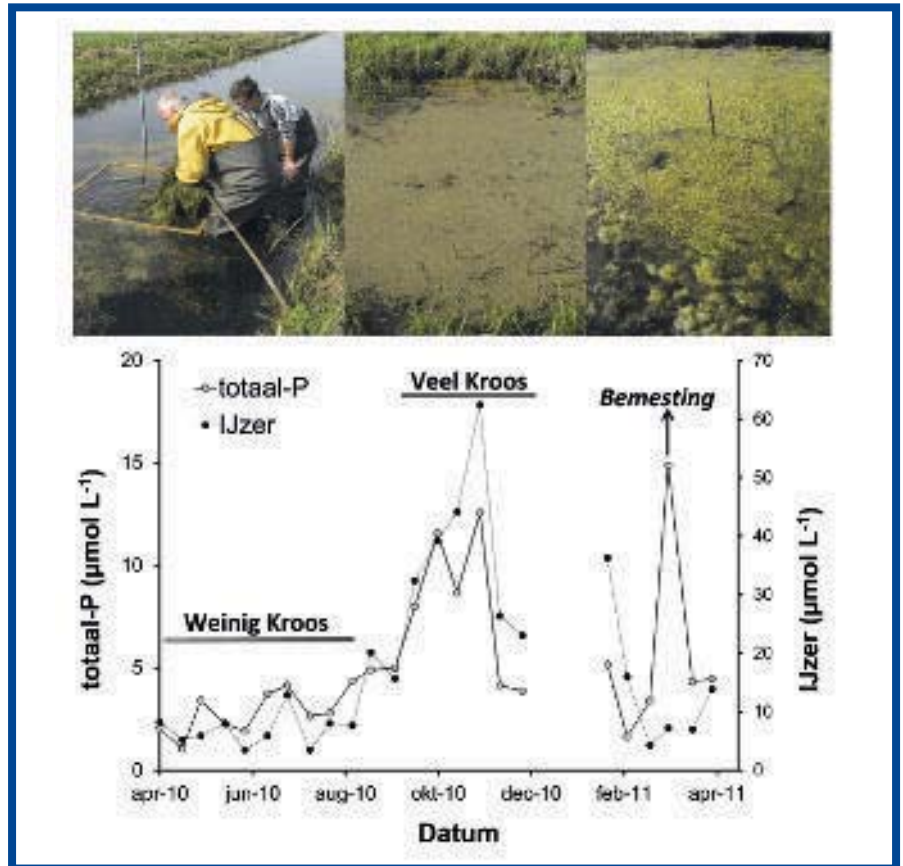 totaal-P
IJzer
Veel Kroos
Bemesting
Weinig Kroos
totaal-P (µmol L⁻¹)
20
15
10
5
0
IJzer (µmol L⁻¹)
70
60
50
40
30
20
10
0
apr-10 jun-10 aug-10 okt-10 dec-10 feb-11 apr-11
Datum